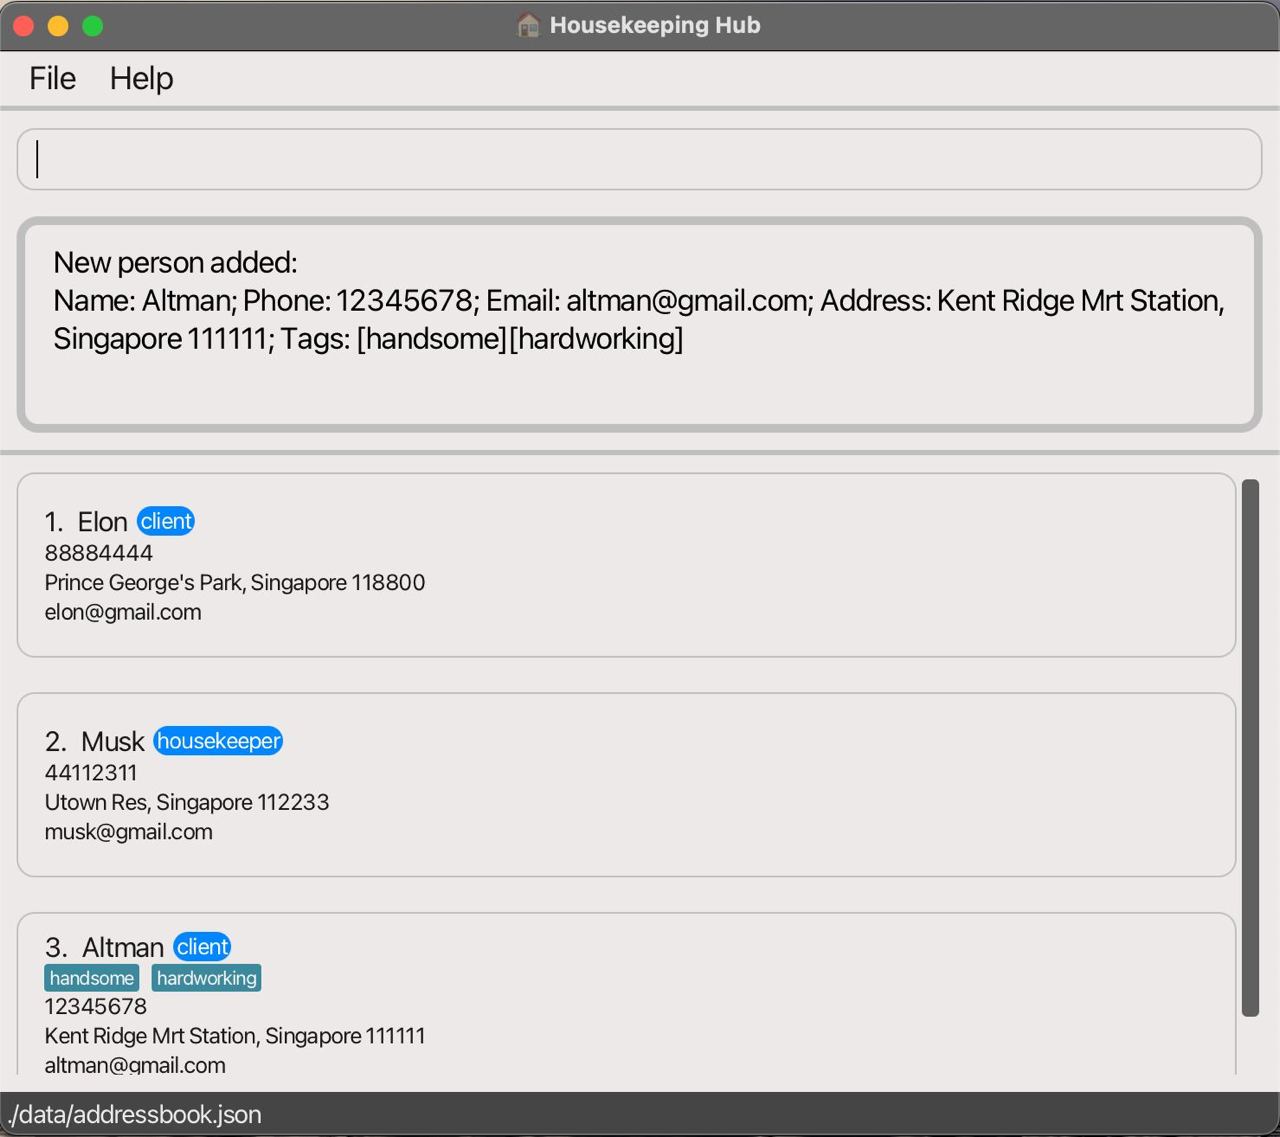 Housekeeping Hub
File Help
New person added:
Name: Altman; Phone: 12345678; Email: altman@gmail.com; Address: Kent Ridge Mrt Station,
Singapore 111111; Tags: [handsome][hardworking]
1. Elon client
88884444
Prince George's Park, Singapore 118800
elon@gmail.com
2. Musk housekeeper
44112311
Utown Res, Singapore 112233
musk@gmail.com
3. Altman client
handsome hardworking
12345678
Kent Ridge Mrt Station, Singapore 111111
altman@gmail.com
./data/addressbook.json